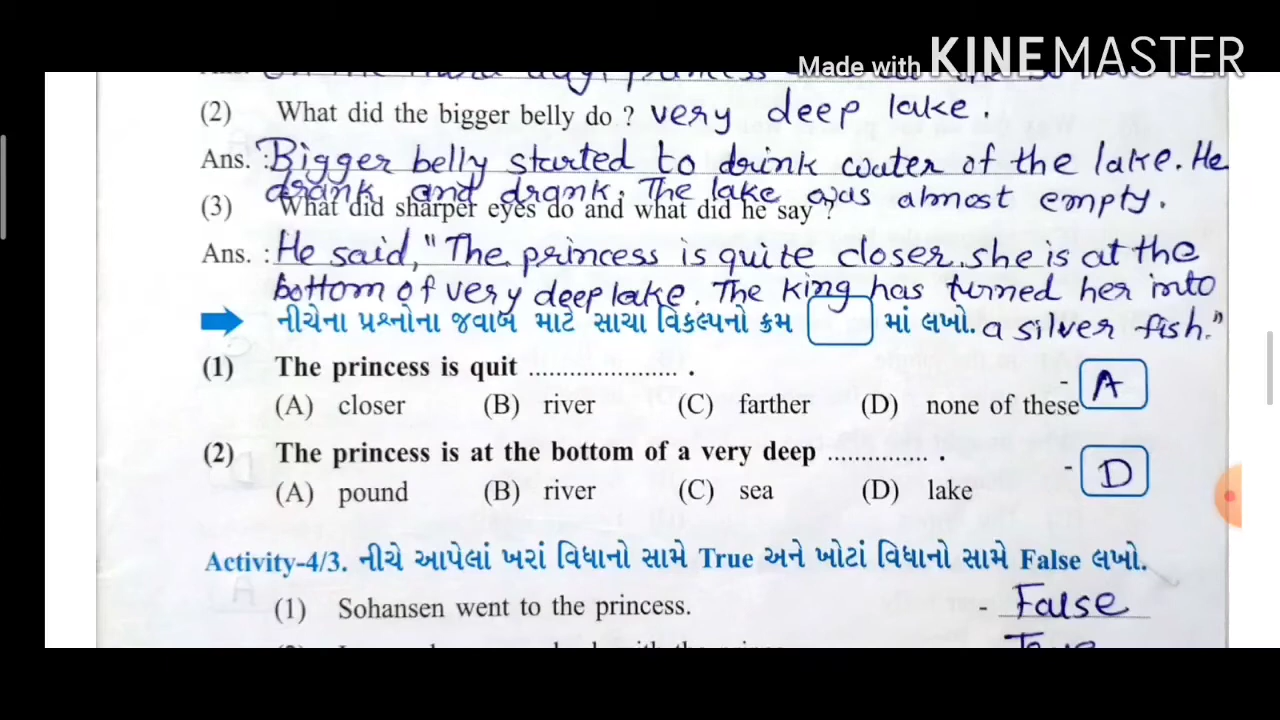 Made with KINEMASTER
(2) What did the bigger belly do ? very deep lake.
Ans. : Bigger belly started to drink water of the lake. He
drank and drank. The lake was almost empty.
(3) What did sharper eyes do and what did he say ?
Ans. : He said, "The princess is quite closer. she is at the
bottom of very deep lake. The king has turned her into
નીચેના પ્રશ્નોના જવાબ માટે સાચા વિકલ્પનો ક્રમ માં લખો. a silver fish."
(1) The princess is quit ...................... . - A
(A) closer (B) river (C) farther (D) none of these
(2) The princess is at the bottom of a very deep ............... . - D
(A) pound (B) river (C) sea (D) lake
Activity-4/3. નીચે આપેલાં ખરાં વિધાનો સામે True અને ખોટાં વિધાનો સામે False લખો.
(1) Sohansen went to the princess. - False